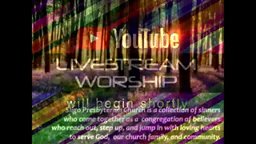 YouTube
LIVESTREAM
WORSHIP
will begin shortly
Presbyterian Church is a collection of sinners
who come together as a congregation of believers
who reach out, step up, and jump in with loving hearts
to serve God, our church family, and community.